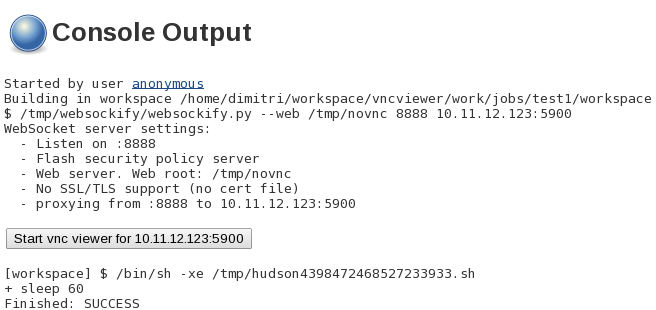 Console Output
Started by user anonymous
Building in workspace /home/dimitri/workspace/vncviewer/work/jobs/test1/workspace
$ /tmp/websockify/websockify.py --web /tmp/novnc 8888 10.11.12.123:5900
WebSocket server settings:
  - Listen on :8888
  - Flash security policy server
  - Web server. Web root: /tmp/novnc
  - No SSL/TLS support (no cert file)
  - proxying from :8888 to 10.11.12.123:5900
Start vnc viewer for 10.11.12.123:5900
[workspace] $ /bin/sh -xe /tmp/hudson4398472468527233933.sh
+ sleep 60
Finished: SUCCESS